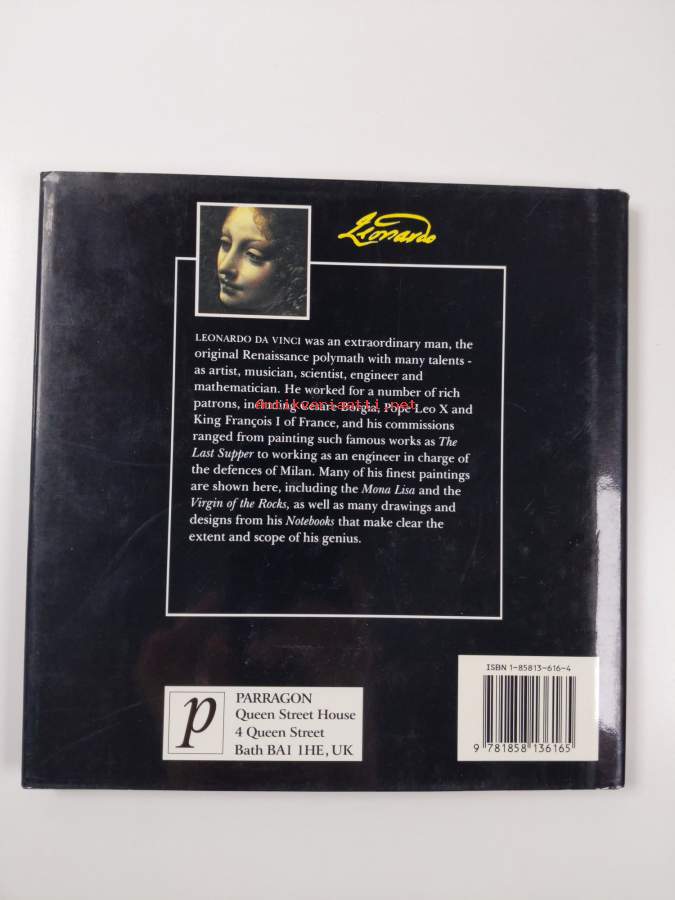 Leonardo
LEONARDO DA VINCI was an extraordinary man, the
original Renaissance polymath with many talents -
as artist, musician, scientist, engineer and
mathematician. He worked for a number of rich
patrons, including Cesare Borgia, Pope Leo X and
King François I of France, and his commissions
ranged from painting such famous works as The
Last Supper to working as an engineer in charge of
the defences of Milan. Many of his finest paintings
are shown here, including the Mona Lisa and the
Virgin of the Rocks, as well as many drawings and
designs from his Notebooks that make clear the
extent and scope of his genius.
Antikvariantti.net
ISBN 1-85813-616-4
9 781858 136165
p
PARRAGON
Queen Street House
4 Queen Street
Bath BA1 1HE, UK